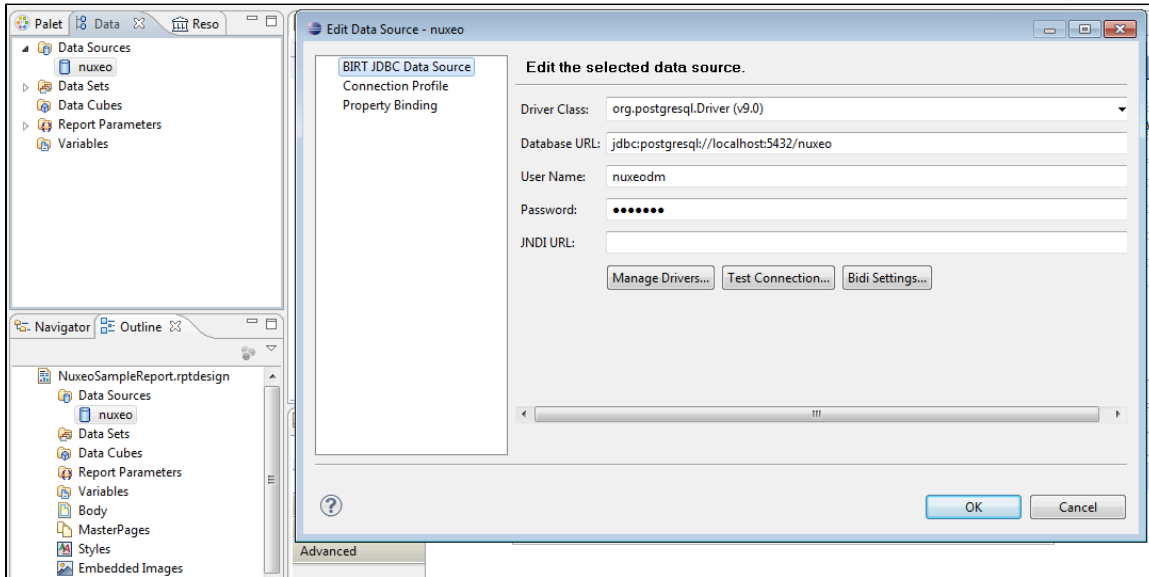 Palet
Data
Reso
Data Sources
nuxeo
Data Sets
Data Cubes
Report Parameters
Variables
Navigator
Outline
NuxeoSampleReport.rptdesign
Data Sources
nuxeo
Data Sets
Data Cubes
Report Parameters
Variables
Body
MasterPages
Styles
Embedded Images
Edit Data Source - nuxeo
BIRT JDBC Data Source
Connection Profile
Property Binding
Edit the selected data source.
Driver Class: org.postgresql.Driver (v9.0)
Database URL: jdbc:postgresql://localhost:5432/nuxeo
User Name: nuxeodm
Password: •••••••
JNDI URL:
Manage Drivers... Test Connection... Bidi Settings...
OK Cancel
Advanced